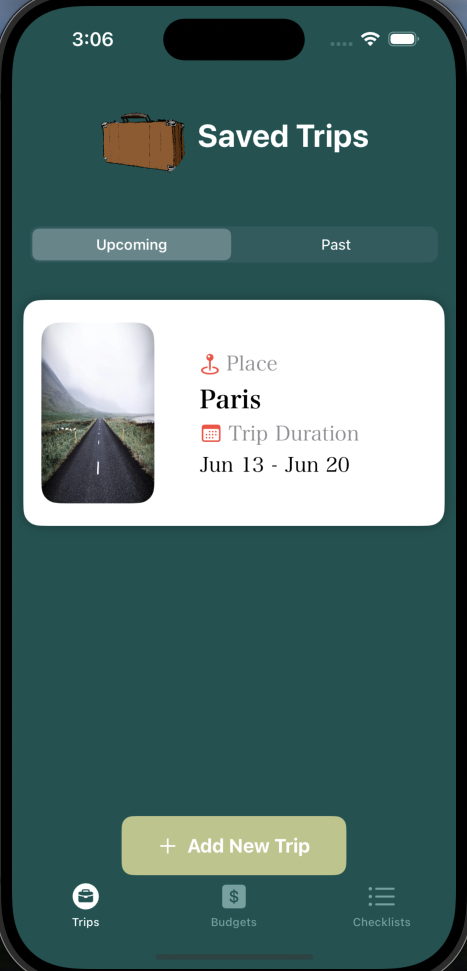 3:06
Saved Trips
Upcoming Past
Place
Paris
Trip Duration
Jun 13 - Jun 20
+ Add New Trip
$
Trips Budgets Checklists